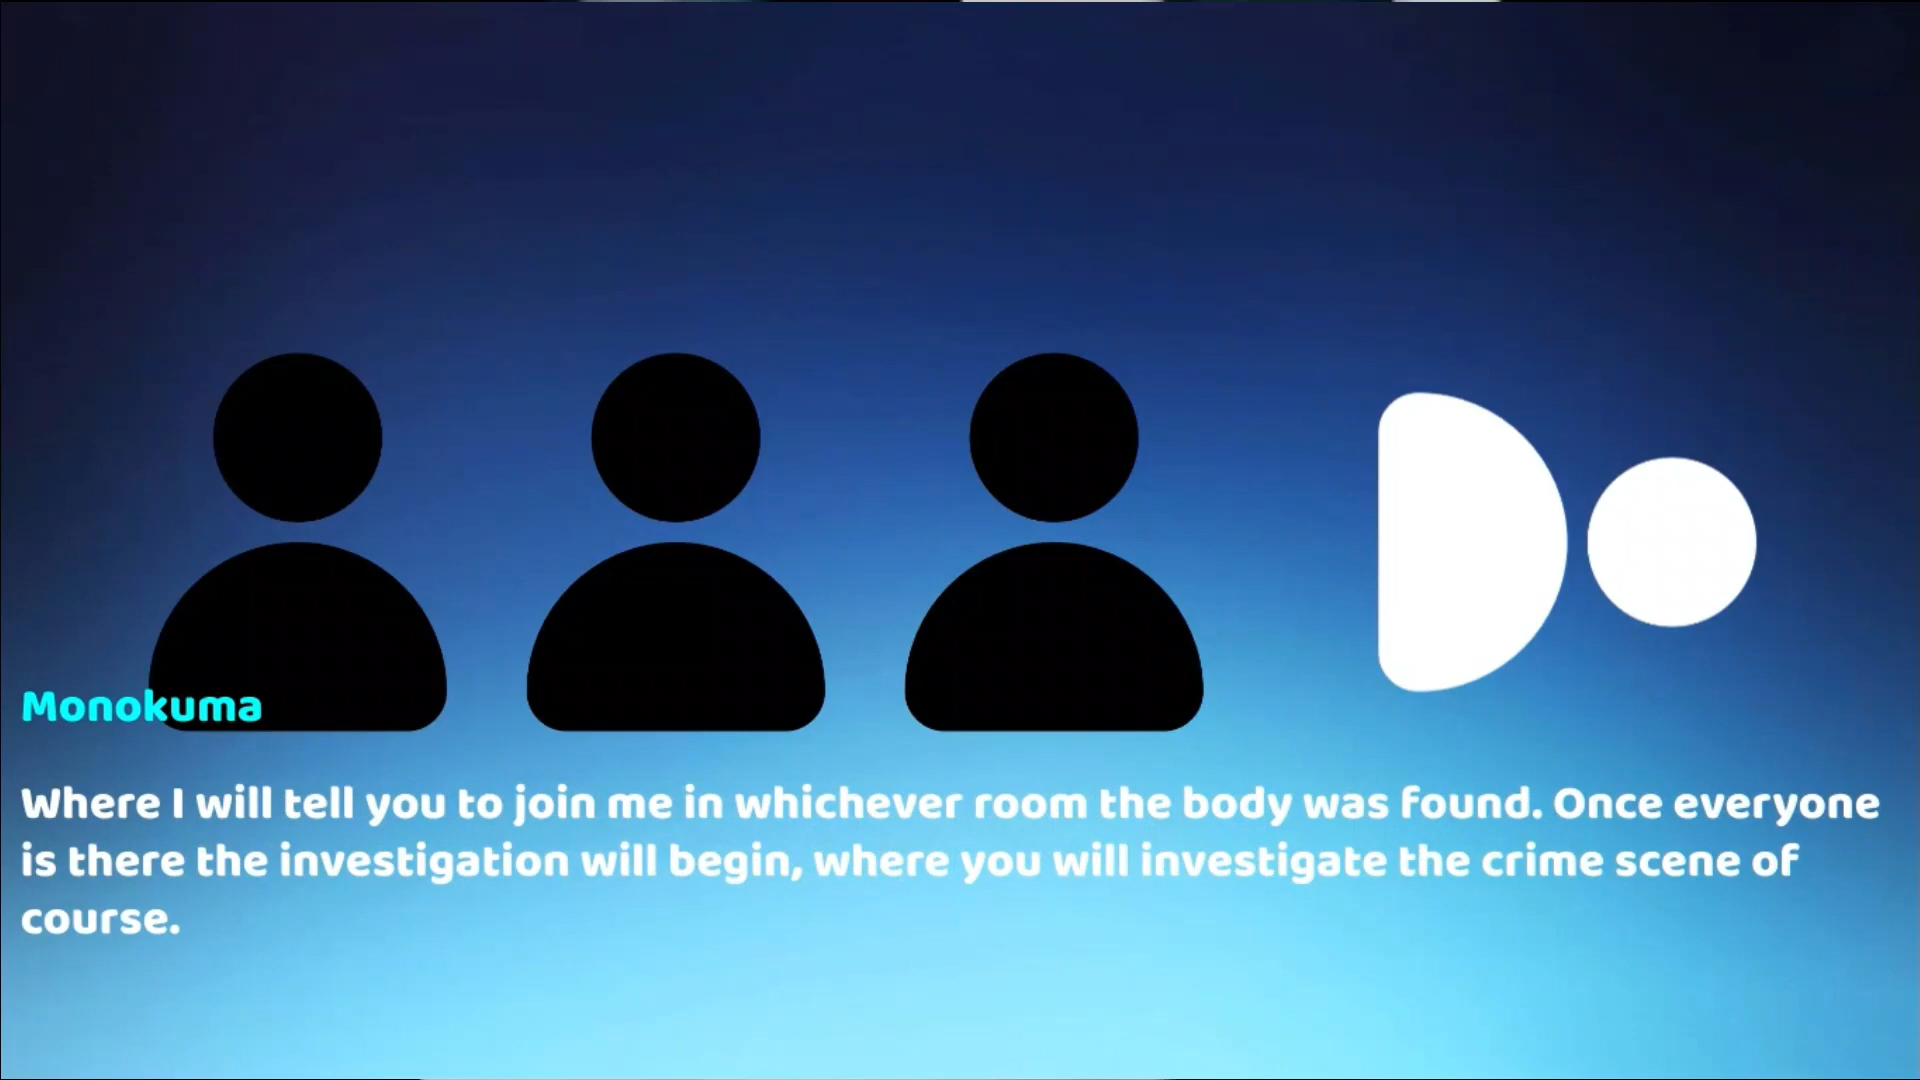 Monokuma
Where I will tell you to join me in whichever room the body was found. Once everyone
is there the investigation will begin, where you will investigate the crime scene of
course.